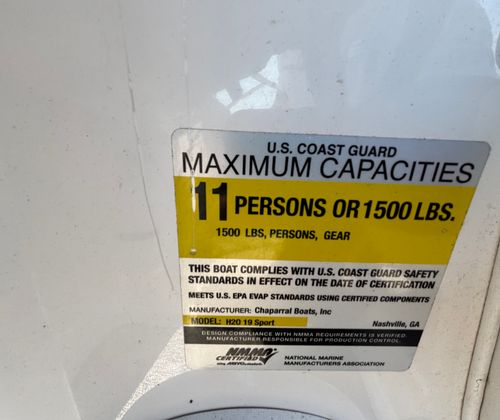 U.S. COAST GUARD
MAXIMUM CAPACITIES
11 PERSONS OR 1500 LBS.
1500 LBS, PERSONS, GEAR
THIS BOAT COMPLIES WITH U.S. COAST GUARD SAFETY
STANDARDS IN EFFECT ON THE DATE OF CERTIFICATION
MEETS U.S. EPA EVAP STANDARDS USING CERTIFIED COMPONENTS
MANUFACTURER: Chaparral Boats, Inc
MODEL: H2O 19 Sport Nashville, GA
DESIGN COMPLIANCE WITH NMMA REQUIREMENTS IS VERIFIED.
MANUFACTURER RESPONSIBLE FOR PRODUCTION CONTROL.
NMMA
CERTIFIED
NATIONAL MARINE
MANUFACTURERS ASSOCIATION